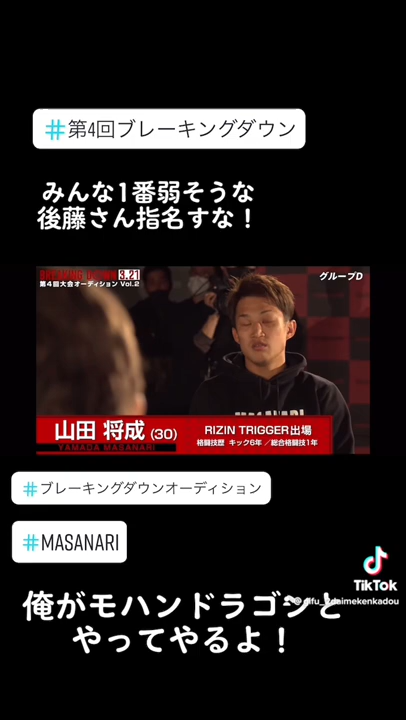 #第4回ブレーキングダウン
みんな1番弱そうな
後藤さん指名すな！
BREAKING DOWN 3.21
第4回大会オーディション Vol.2
グループD
山田 将成 (30)
YAMADA MASANARI
RIZIN TRIGGER出場
格闘技歴 キック6年／総合格闘技1年
#ブレーキングダウンオーディション
#MASANARI
TikTok
俺がモハンドラゴンと
やってやるよ！